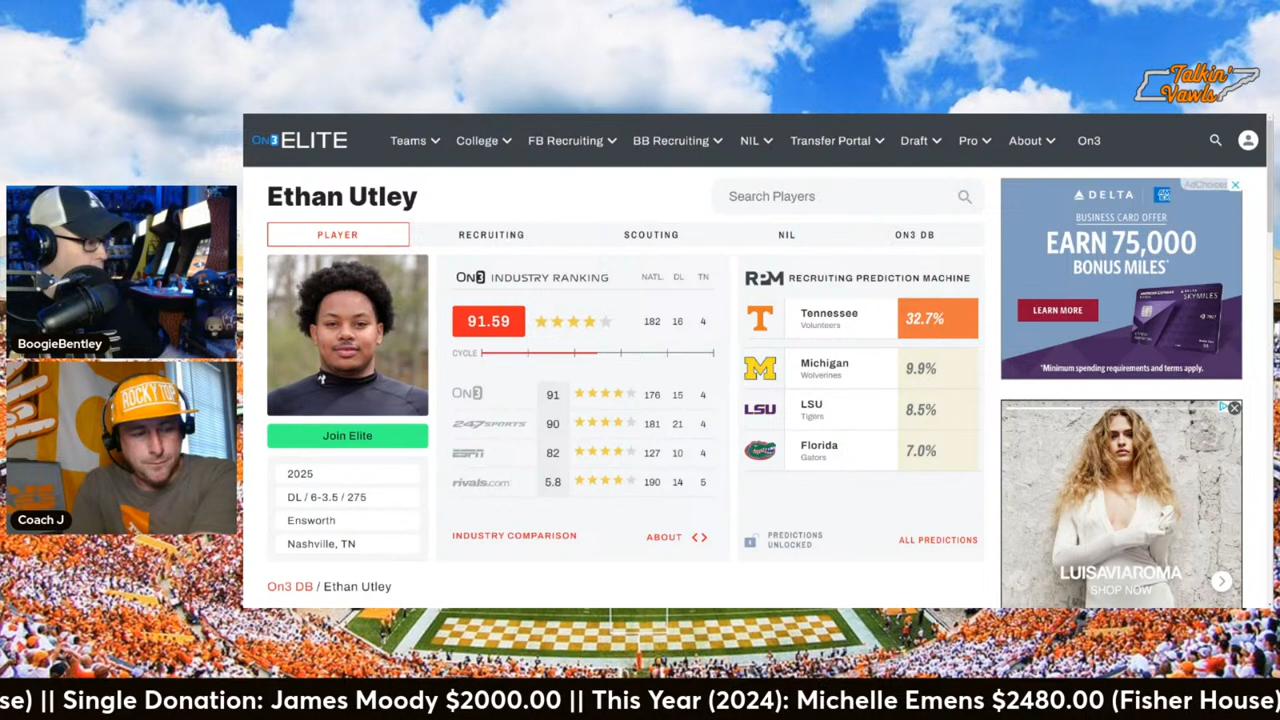 Talkin'
Vawls
On3 ELITE
Teams College FB Recruiting BB Recruiting NIL Transfer Portal Draft Pro About On3
Ethan Utley
Search Players
PLAYER RECRUITING SCOUTING NIL ON3 DB
On3 INDUSTRY RANKING NATL. DL TN
91.59 182 16 4
CYCLE
On3 91 176 15 4
247SPORTS 90 181 21 4
ESPN 82 127 10 4
rivals.com 5.8 190 14 5
INDUSTRY COMPARISON ABOUT
RPM RECRUITING PREDICTION MACHINE
T Tennessee 32.7%
Volunteers
M Michigan 9.9%
Wolverines
LSU LSU 8.5%
Tigers
Florida 7.0%
Gators
PREDICTIONS
UNLOCKED
ALL PREDICTIONS
Join Elite
2025
DL / 6-3.5 / 275
Ensworth
Nashville, TN
On3 DB / Ethan Utley
AdChoices
DELTA
BUSINESS CARD OFFER
EARN 75,000
BONUS MILES*
LEARN MORE
SKYMILES
*Minimum spending requirements and terms apply.
LUISAVIAROMA
SHOP NOW
BoogieBentley
ROCKY TOP
Coach J
se) || Single Donation: James Moody $2000.00 || This Year (2024): Michelle Emens $2480.00 (Fisher House)